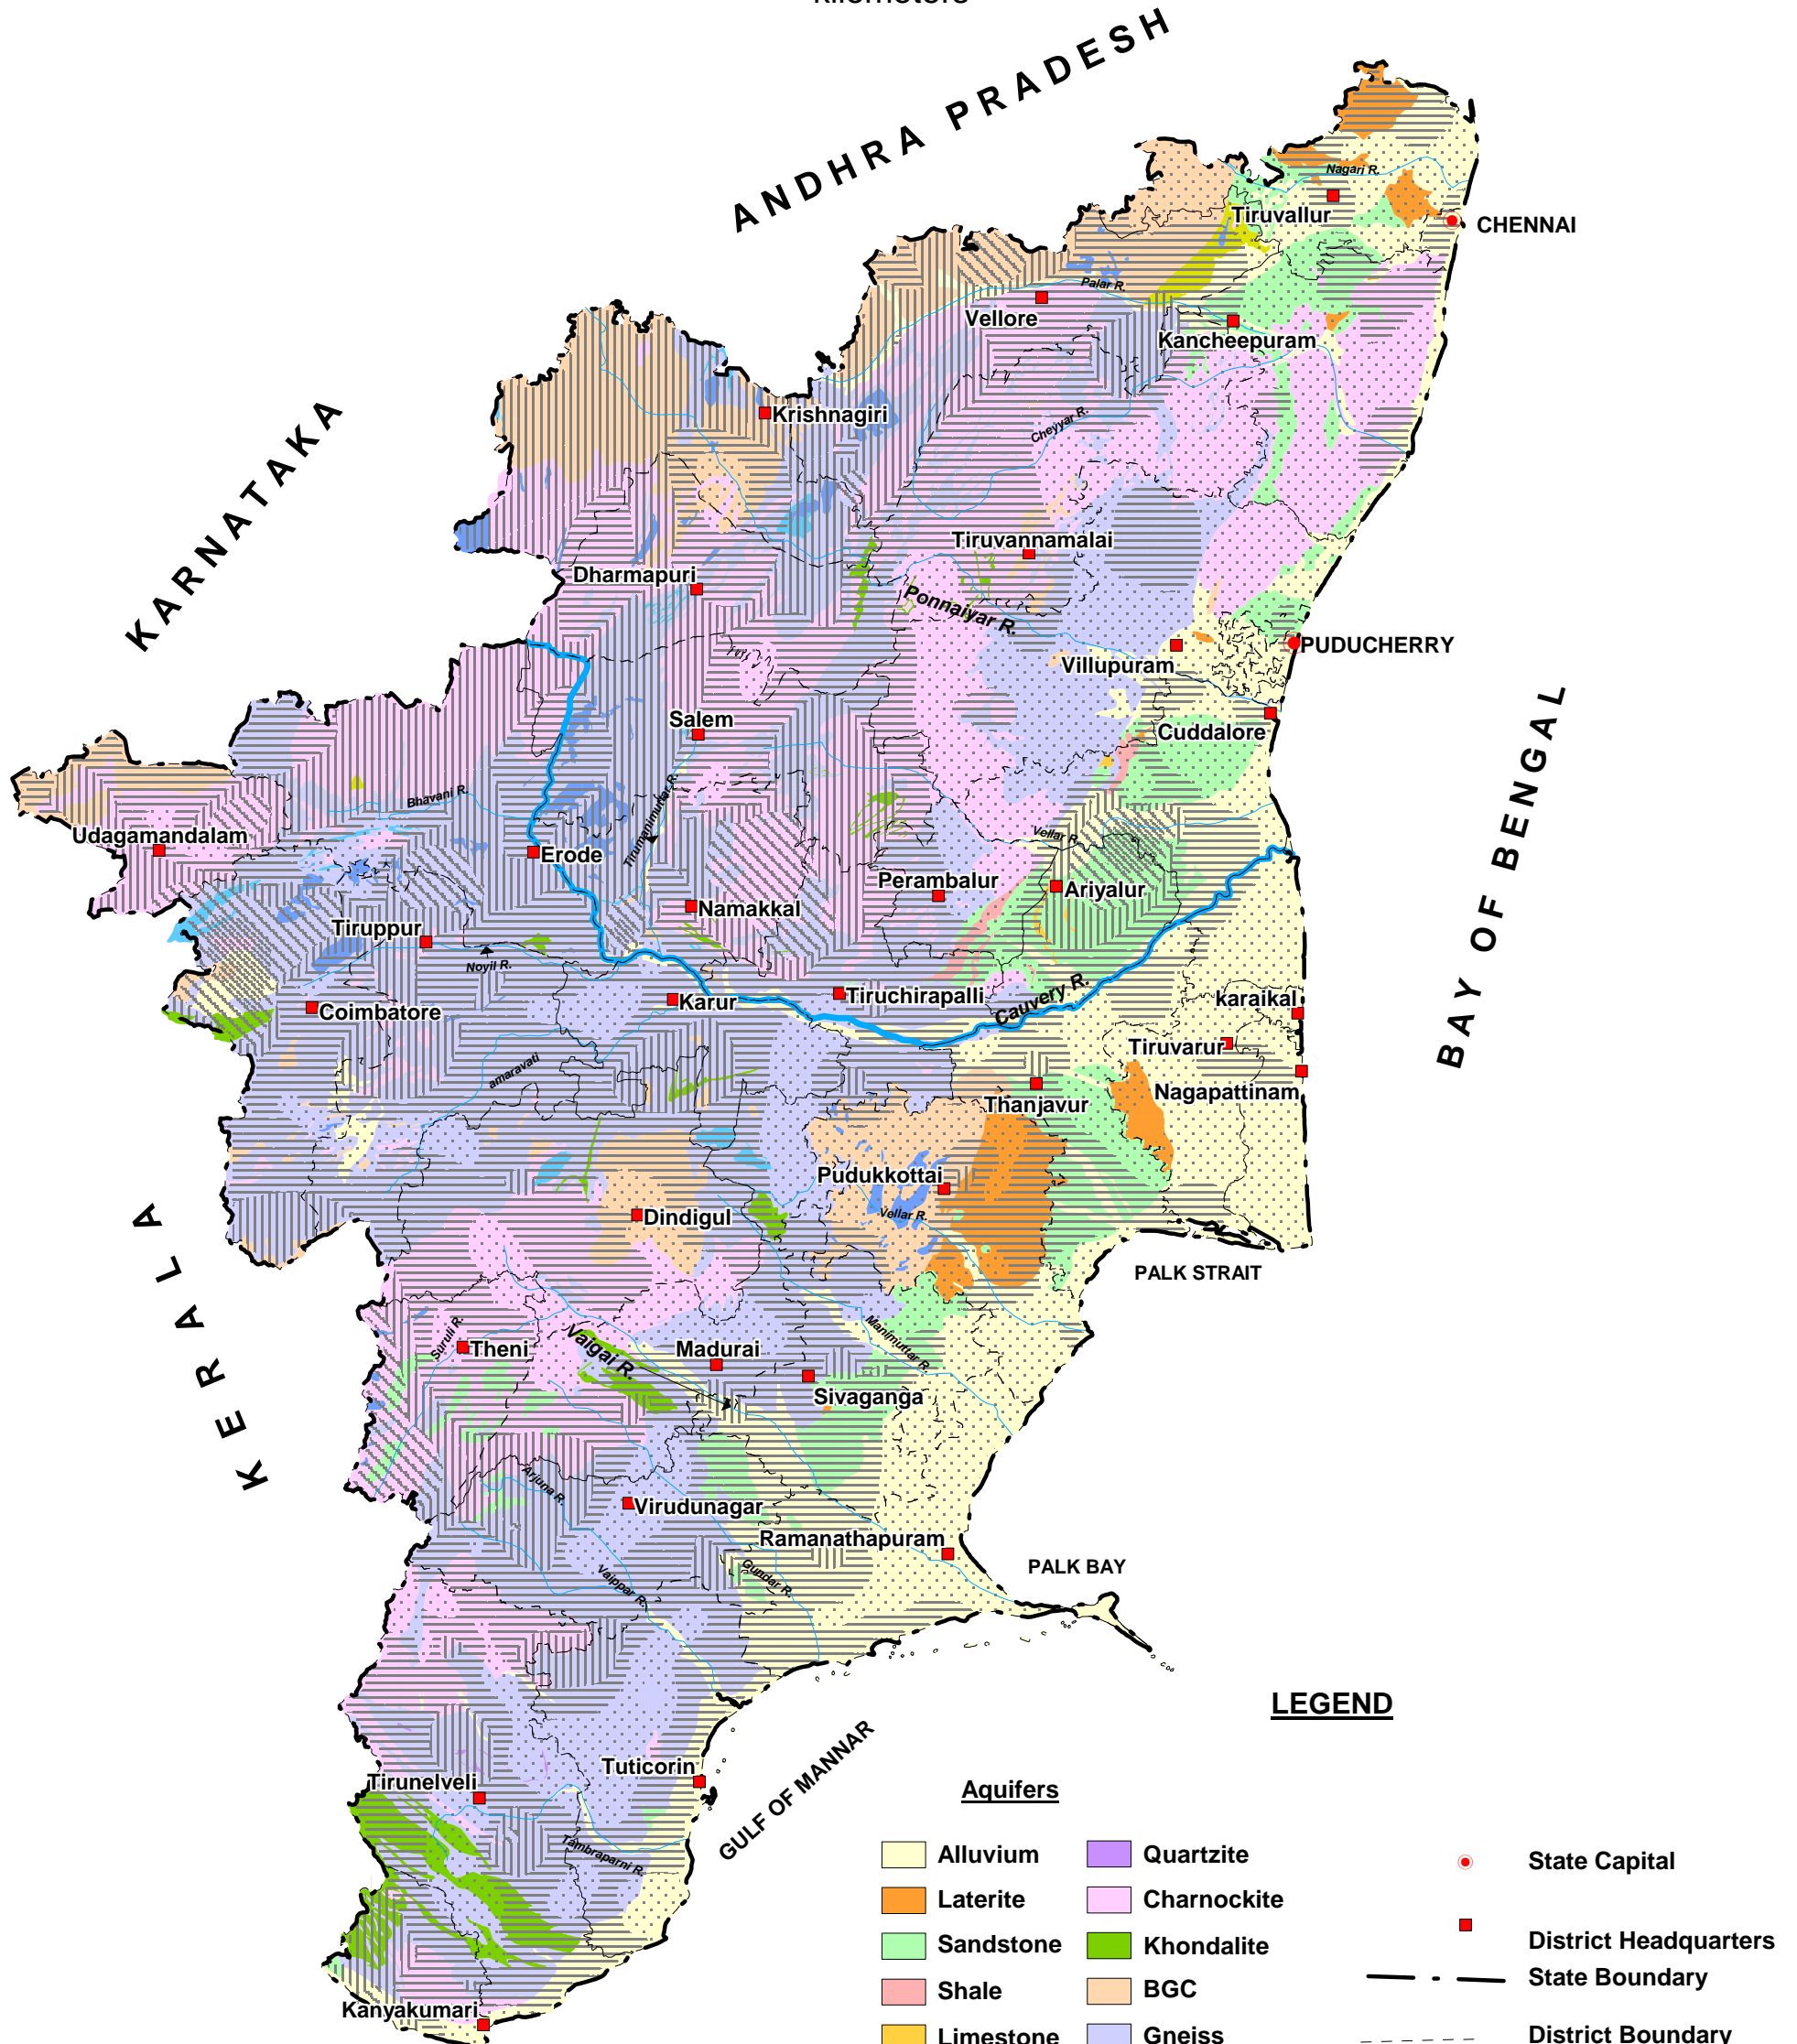 kilometers
ANDHRA PRADESH
Nagari R.
Tiruvallur
CHENNAI
Palar R.
Vellore
Kancheepuram
KARNATAKA
Krishnagiri
Cheyyar R.
Tiruvannamalai
Dharmapuri
Ponnaiyar R.
PUDUCHERRY
Villupuram
Salem
Cuddalore
BAY OF BENGAL
Bhavani R.
Tirumanimuttar R.
Udagamandalam
Erode
Vellar R.
Perambalur
Ariyalur
Namakkal
Tiruppur
Noyil R.
Coimbatore
Karur
Tiruchirapalli
Cauvery R.
karaikal
Tiruvarur
amaravati
Nagapattinam
Thanjavur
Pudukkottai
Dindigul
Vellar R.
KERALA
PALK STRAIT
Suruli R.
Theni
Vaigai R.
Madurai
Manimuttar R.
Sivaganga
Arjuna R.
Virudunagar
Ramanathapuram
PALK BAY
Vaippar R.
Gundar R.
LEGEND
Tuticorin
GULF OF MANNAR
Tirunelveli
Tambraparni R.
Kanyakumari
Aquifers
Alluvium
Quartzite
State Capital
Laterite
Charnockite
District Headquarters
Sandstone
Khondalite
State Boundary
Shale
BGC
District Boundary
Limestone
Gneiss